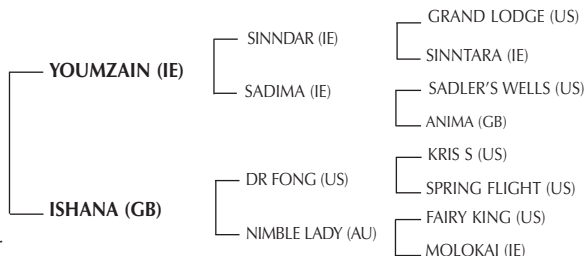 GRAND LODGE (US)
SINNDAR (IE)
SINNTARA (IE)
YOUMZAIN (IE)
SADLER'S WELLS (US)
SADIMA (IE)
ANIMA (GB)
KRIS S (US)
DR FONG (US)
SPRING FLIGHT (US)
ISHANA (GB)
FAIRY KING (US)
NIMBLE LADY (AU)
MOLOKAI (IE)